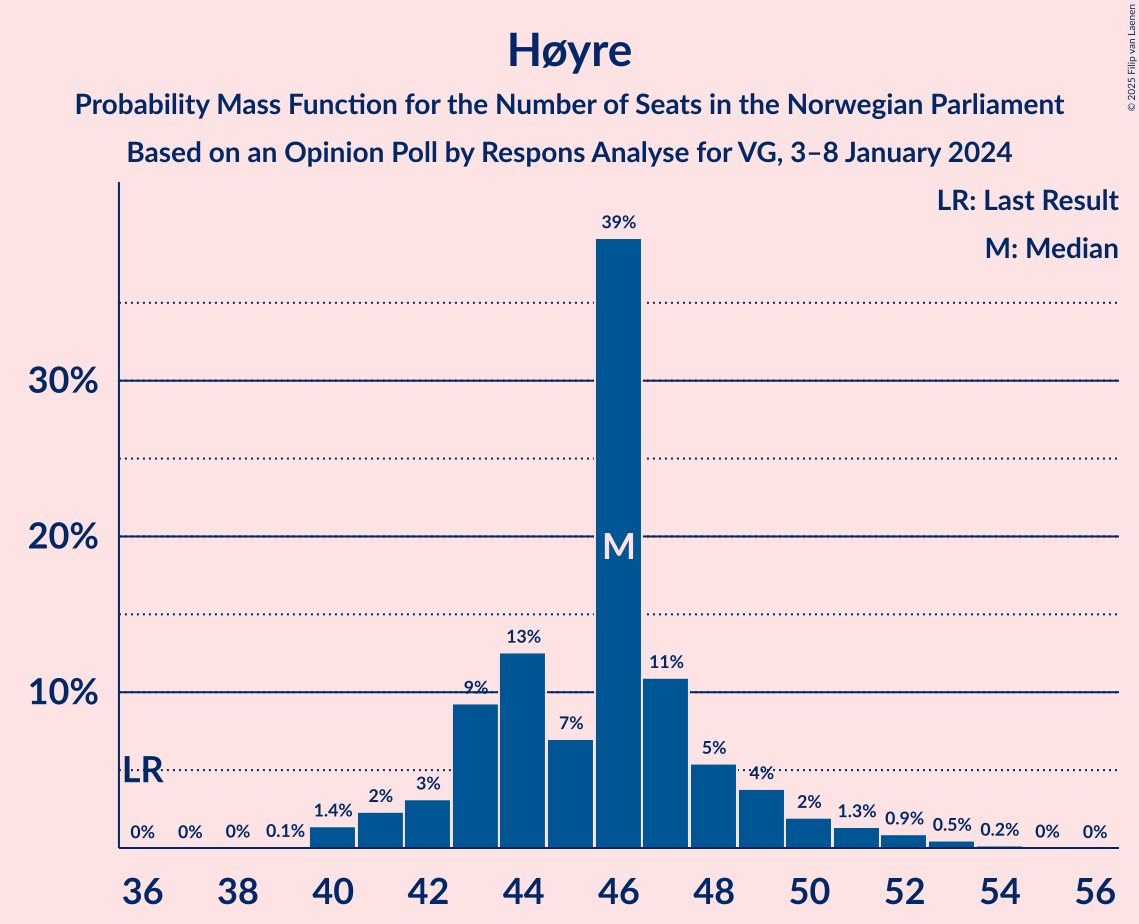 Høyre
Probability Mass Function for the Number of Seats in the Norwegian Parliament
Based on an Opinion Poll by Respons Analyse for VG, 3–8 January 2024
© 2025 Filip van Laenen
LR: Last Result
M: Median
30%
20%
10%
LR
M
0%
0%
0%
0.1%
1.4%
2%
3%
9%
13%
7%
39%
11%
5%
4%
2%
1.3%
0.9%
0.5%
0.2%
0%
0%
36 38 40 42 44 46 48 50 52 54 56